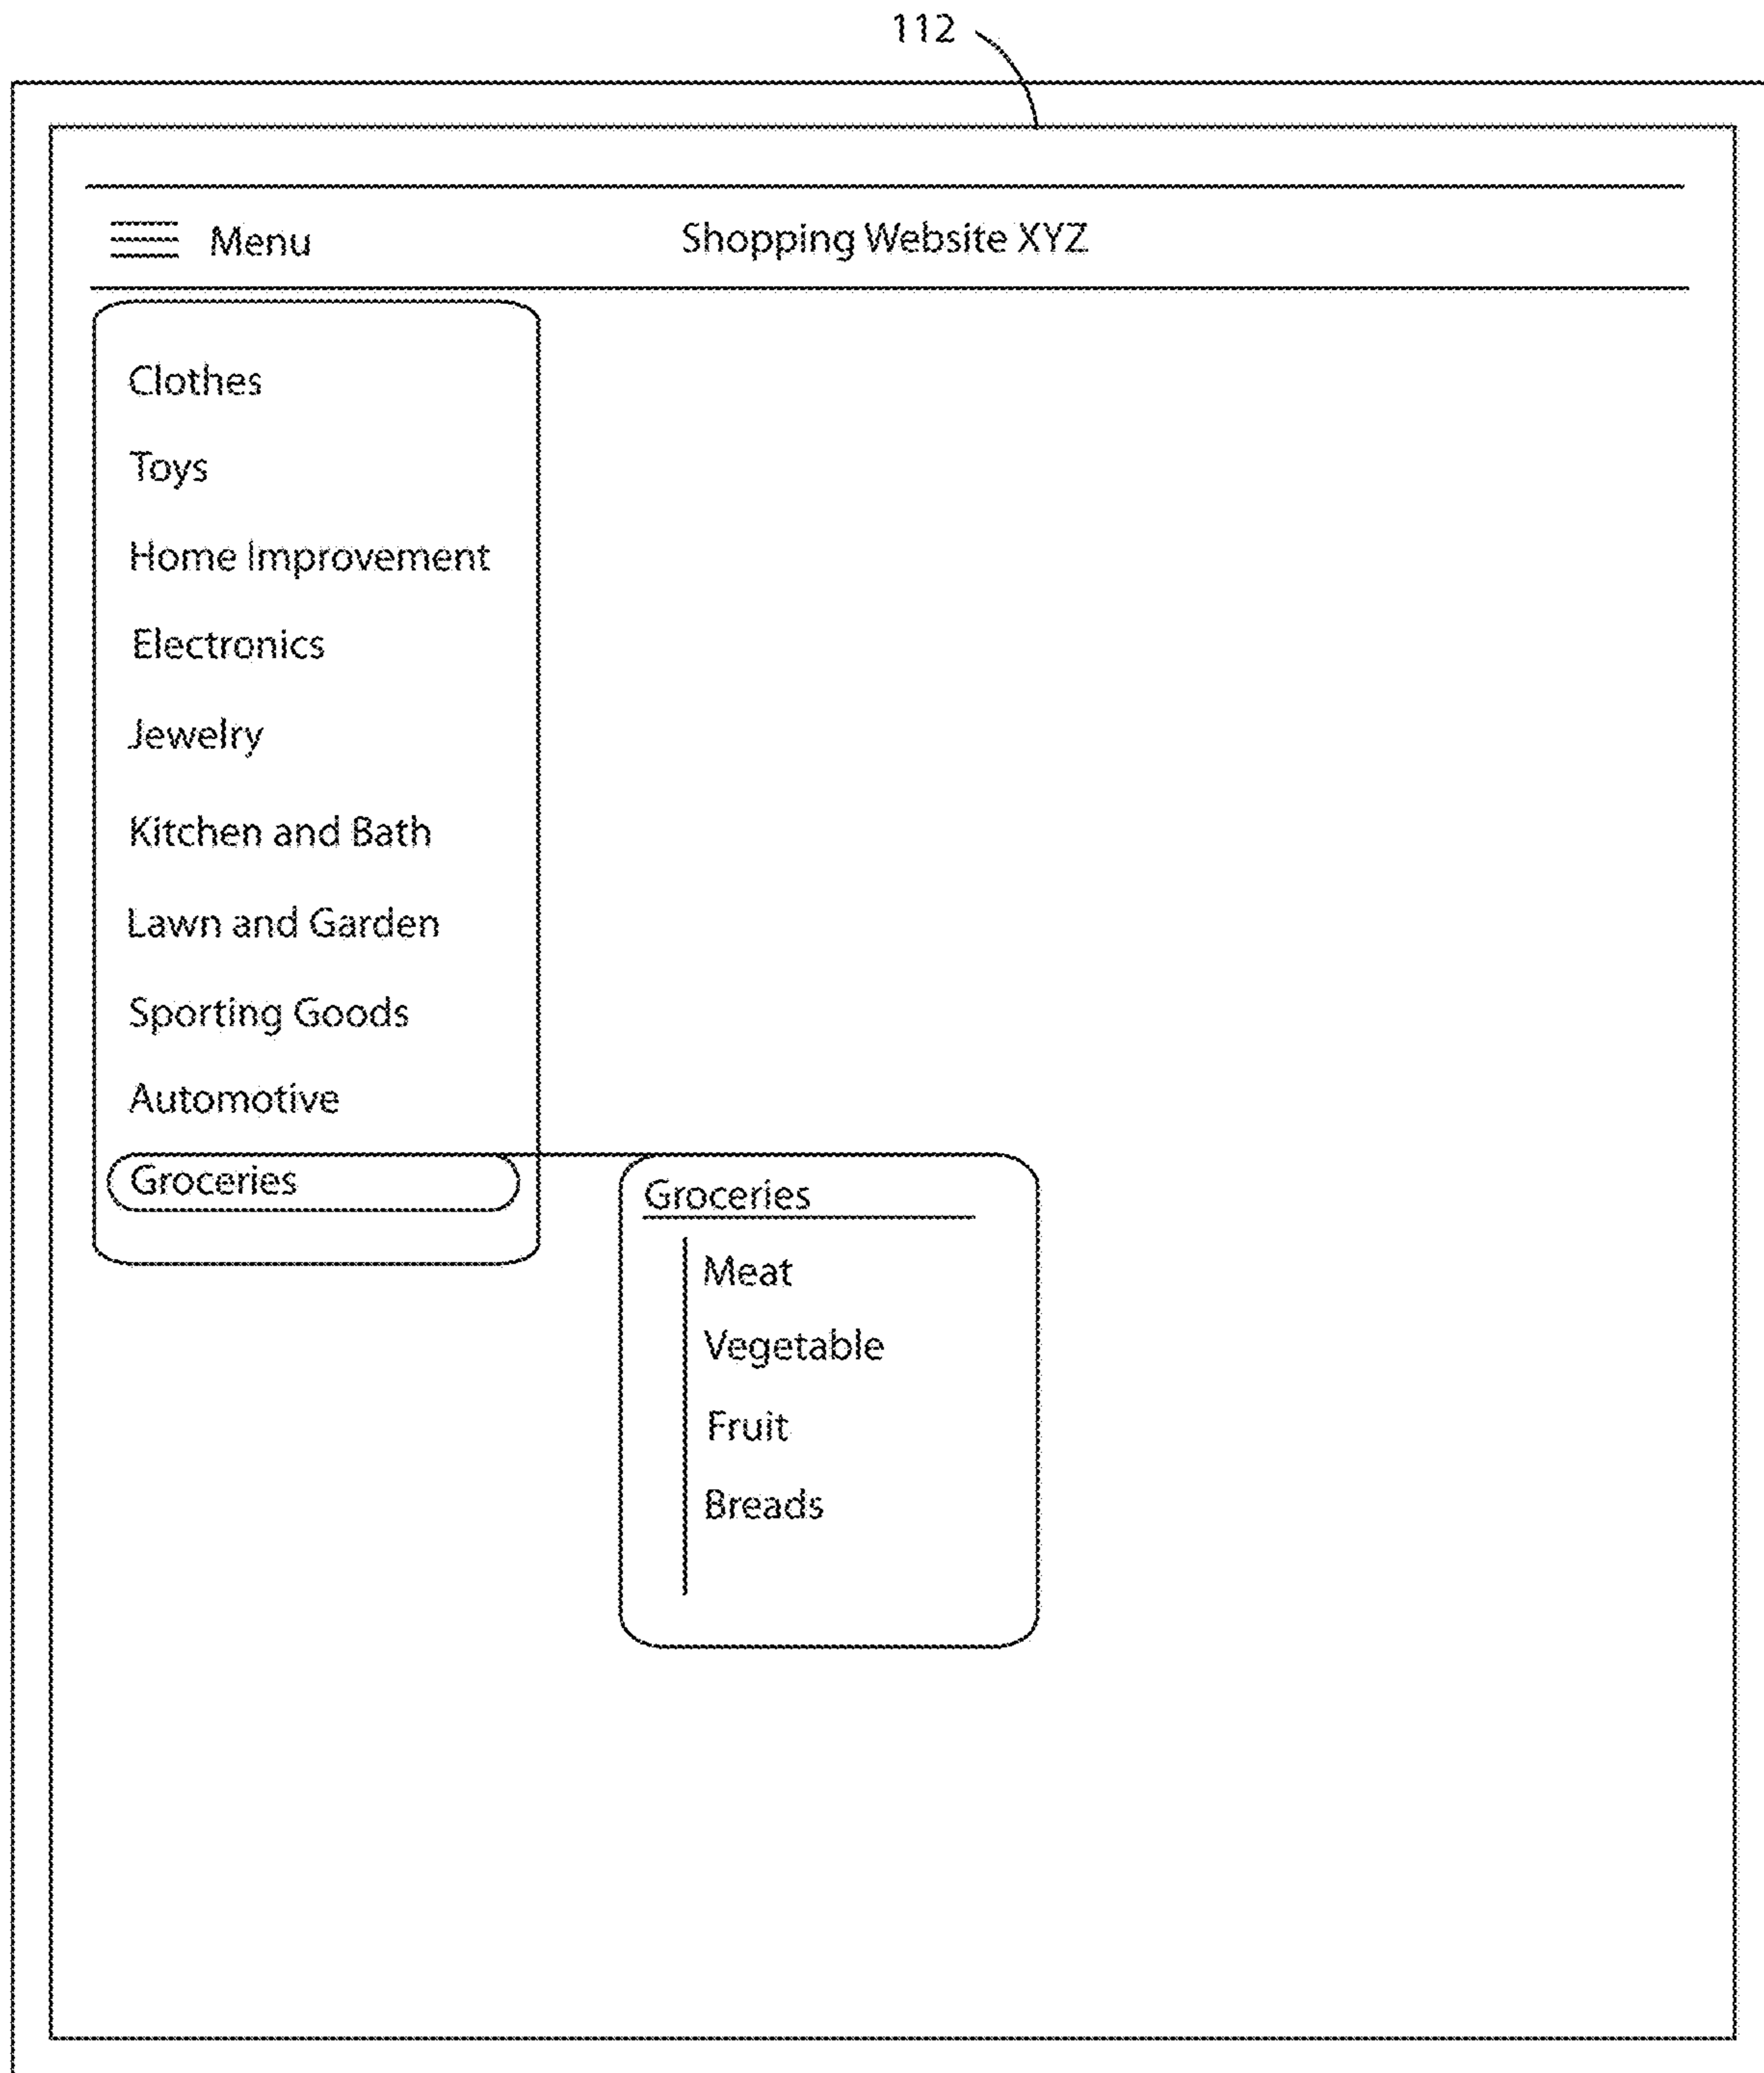 112
Menu
Shopping Website XYZ
Clothes
Toys
Home Improvement
Electronics
Jewelry
Kitchen and Bath
Lawn and Garden
Sporting Goods
Automotive
Groceries
Groceries
Meat
Vegetable
Fruit
Breads